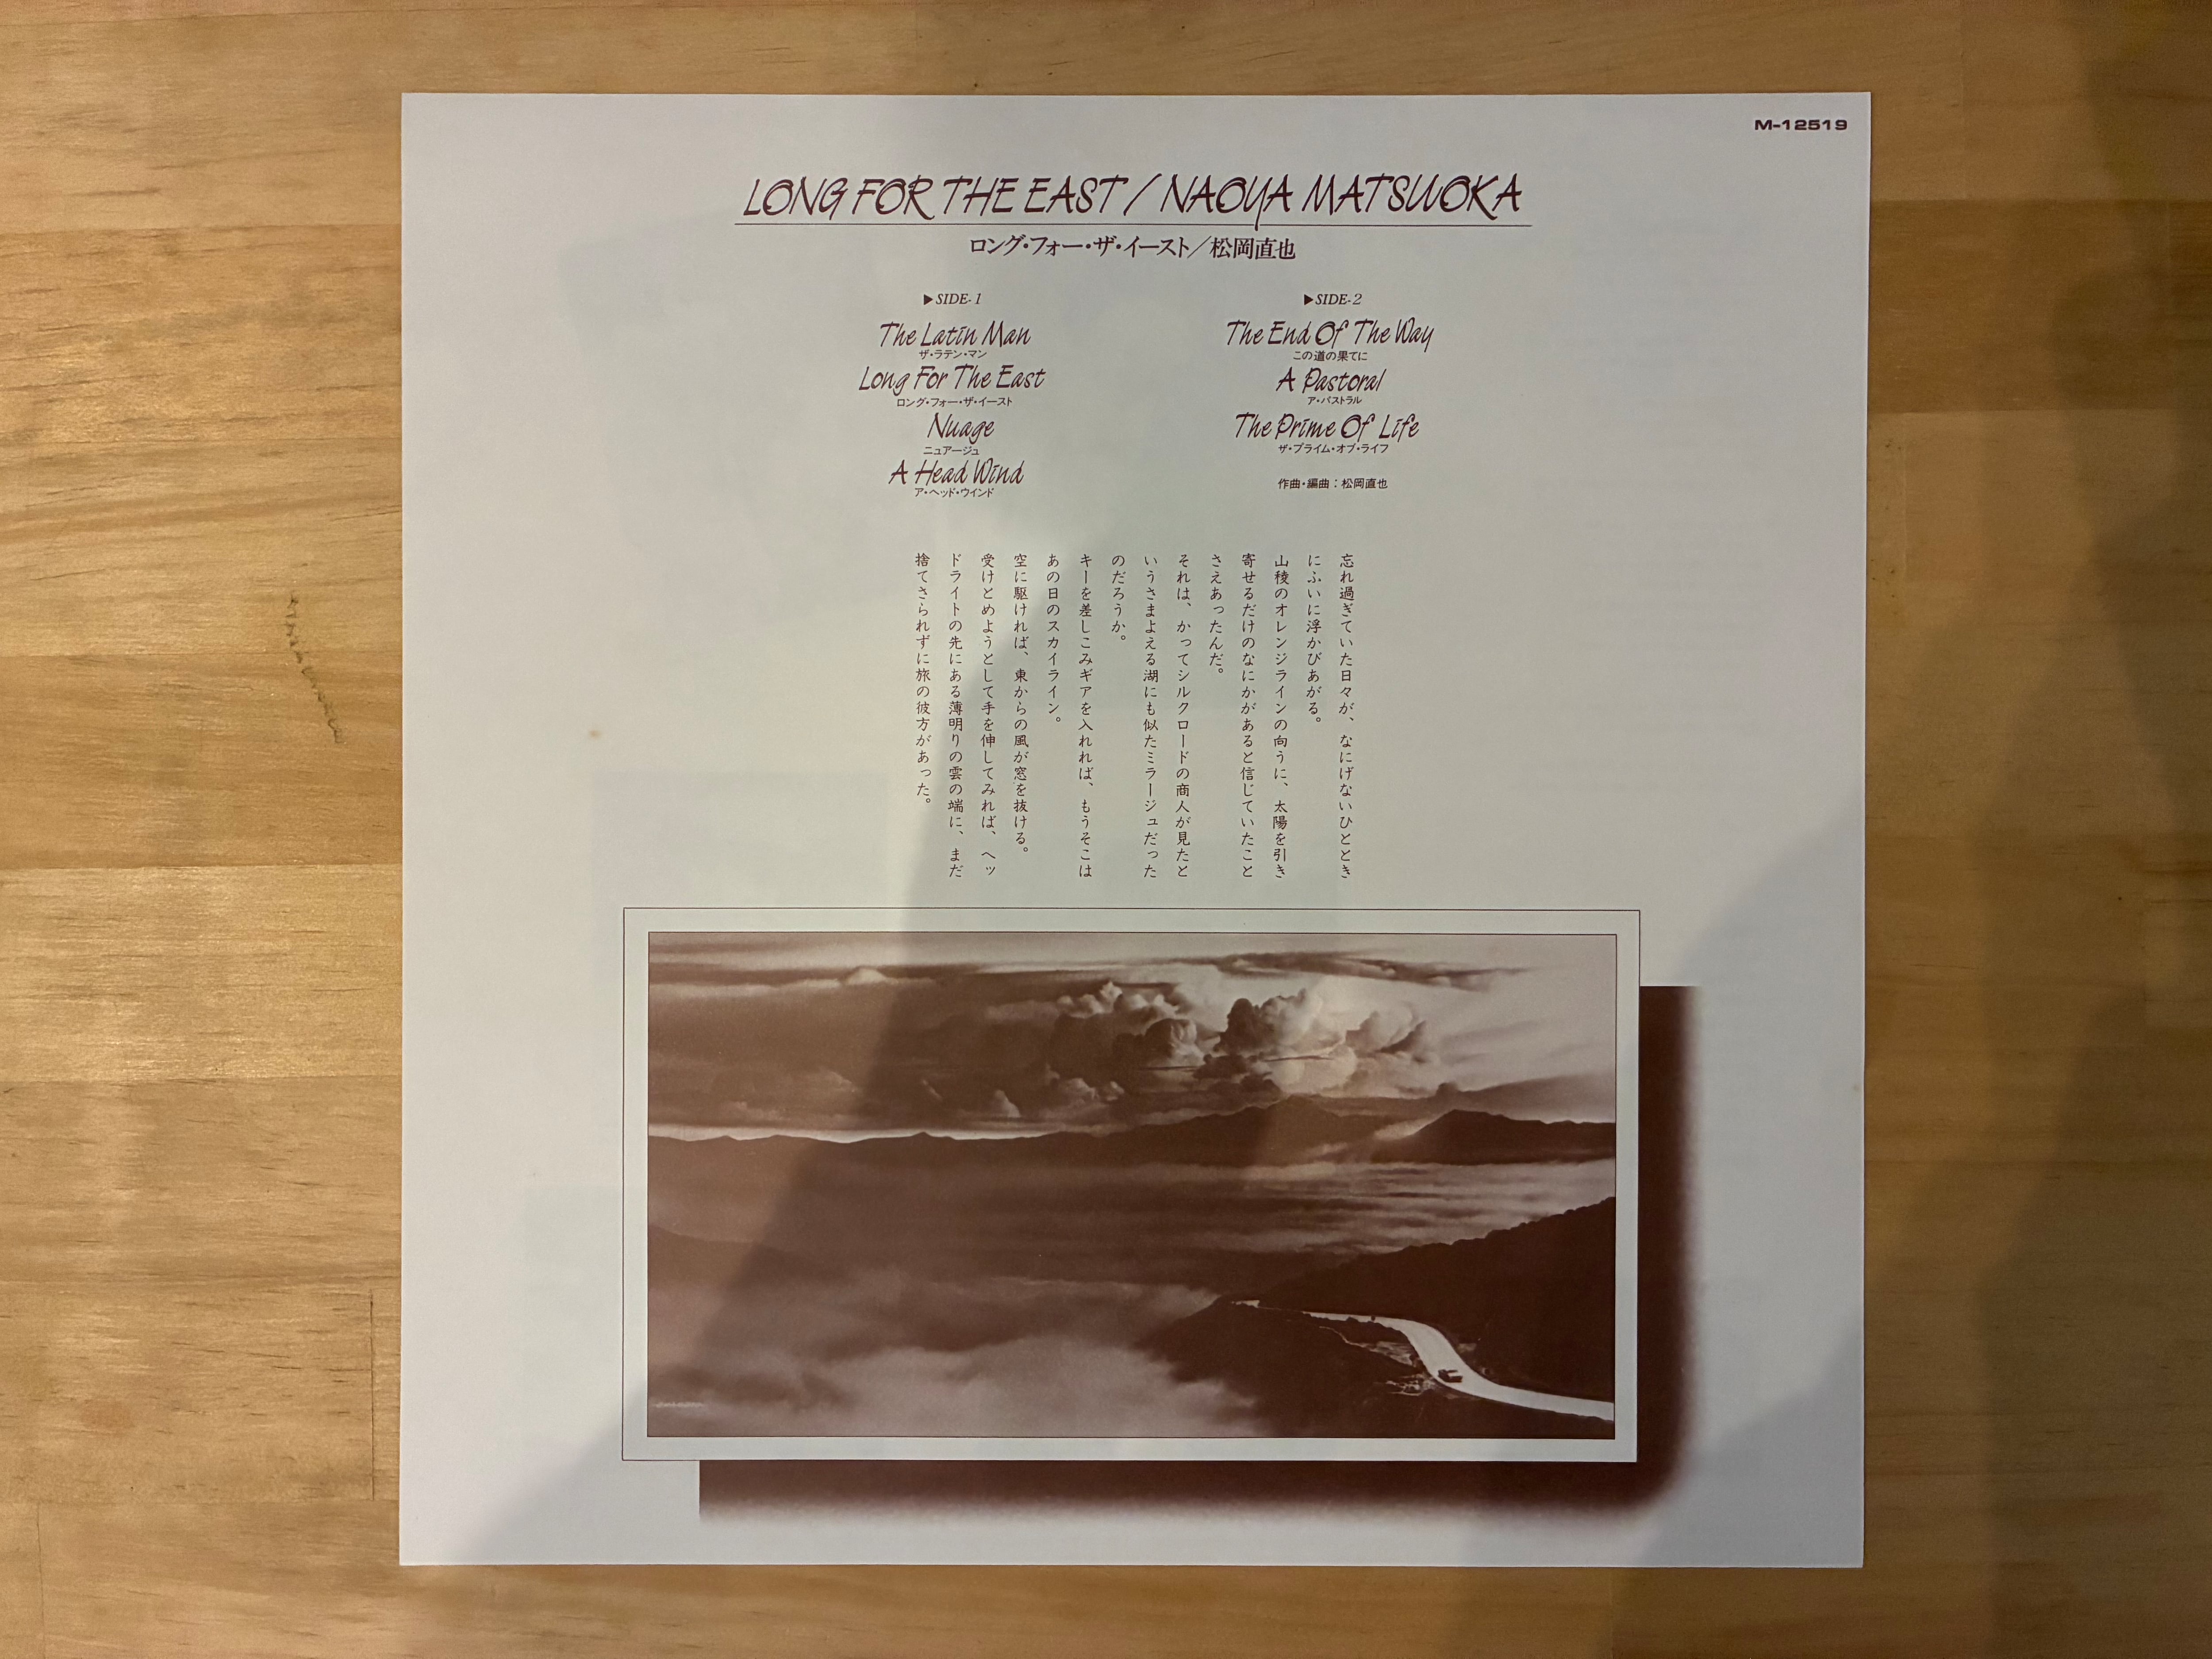 M-12519
LONG FOR THE EAST / NAOYA MATSUOKA
ロング・フォー・ザ・イースト／松岡直也
▶SIDE-1
The Latin Man
ザ・ラテン・マン
Long For The East
ロング・フォー・ザ・イースト
Nuage
ニュアージュ
A Head Wind
ア・ヘッド・ウインド
▶SIDE-2
The End Of The Way
この道の果てに
A Pastoral
ア・パストラル
The Prime Of Life
ザ・プライム・オブ・ライフ
作曲・編曲：松岡直也
忘れ過ぎていた日々が、なにげないひととき
にふいに浮かびあがる。
山稜のオレンジラインの向うに、太陽を引き
寄せるだけのなにかがあると信じていたこと
さえあったんだ。
それは、かってシルクロードの商人が見たと
いうさまよえる湖にも似たミラージュだった
のだろうか。
キーを差しこみギアを入れれば、もうそこは
あの日のスカイライン。
空に駆ければ、東からの風が窓を抜ける。
受けとめようとして手を伸してみれば、ヘッ
ドライトの先にある薄明りの雲の端に、まだ
捨てさられずに旅の彼方があった。